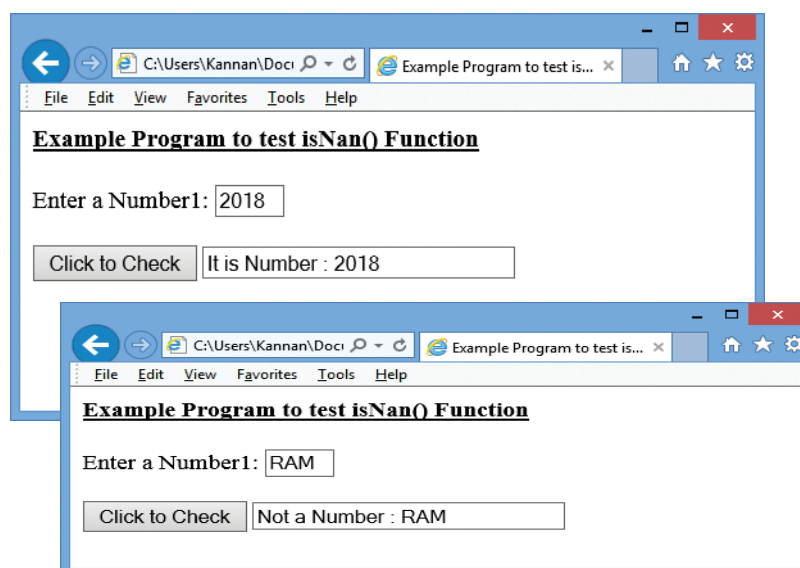 C:\Users\Kannan\Doci
Example Program to test is...
File Edit View Favorites Tools Help
Example Program to test isNan() Function
Enter a Number1: 2018
Click to Check It is Number : 2018
C:\Users\Kannan\Doci
Example Program to test is...
File Edit View Favorites Tools Help
Example Program to test isNan() Function
Enter a Number1: RAM
Click to Check Not a Number : RAM